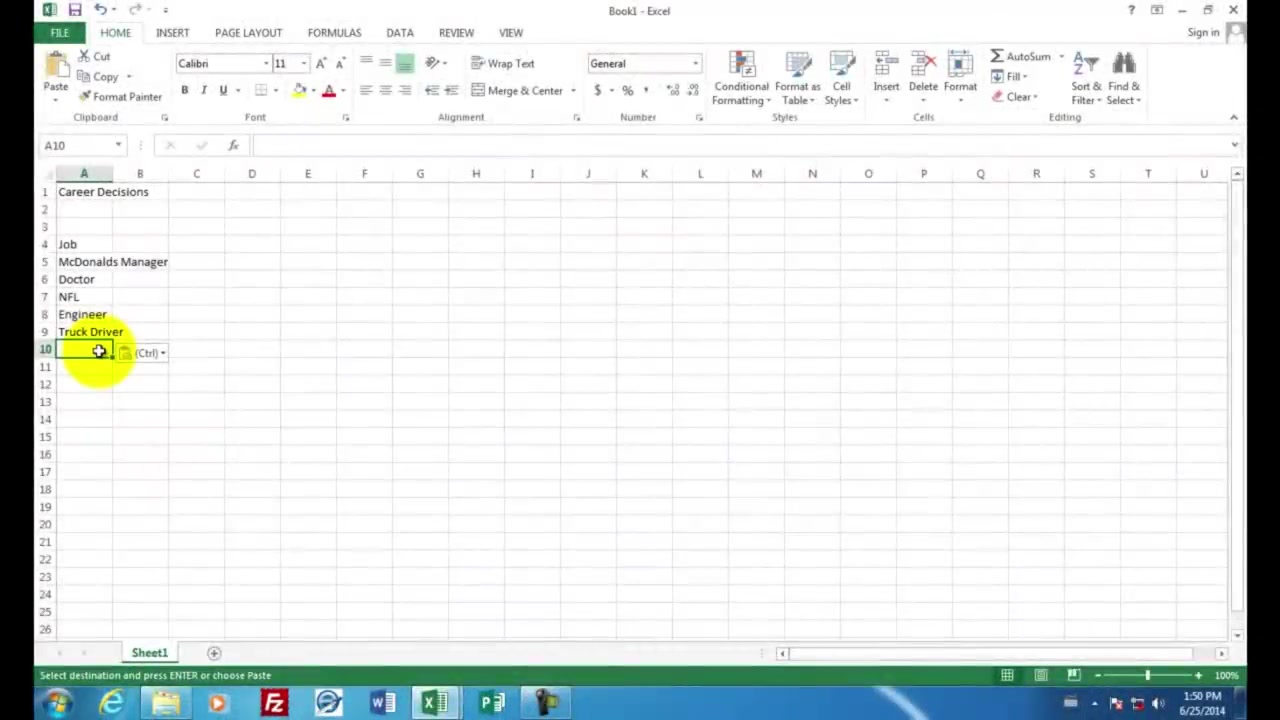 Book1 - Excel
?
FILE HOME INSERT PAGE LAYOUT FORMULAS DATA REVIEW VIEW Sign in
Cut
Copy
Format Painter
Paste
Clipboard
Calibri 11
B I U
Font
Wrap Text
Merge & Center
Alignment
General
$ % ,
Number
Conditional Formatting
Format as Table
Cell Styles
Styles
Insert Delete Format
Cells
AutoSum
Fill
Clear
Sort & Filter
Find & Select
Editing
A10 fx
A B C D E F G H I J K L M N O P Q R S T U
1 Career Decisions
2
3
4 Job
5 McDonalds Manager
6 Doctor
7 NFL
8 Engineer
9 Truck Driver
10 (Ctrl)
11
12
13
14
15
16
17
18
19
20
21
22
23
24
25
26
Sheet1
Select destination and press ENTER or choose Paste 100%
1:50 PM
6/25/2014